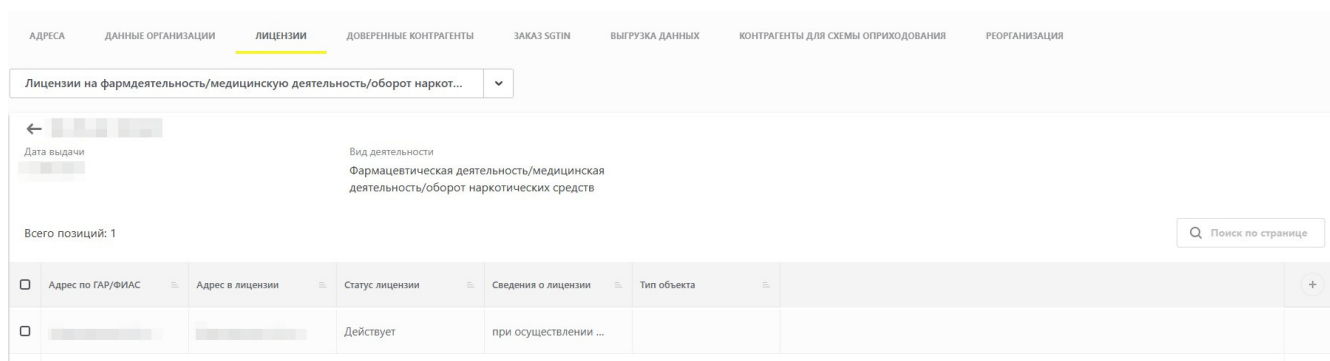 АДРЕСА ДАННЫЕ ОРГАНИЗАЦИИ ЛИЦЕНЗИИ ДОВЕРЕННЫЕ КОНТРАГЕНТЫ ЗАКАЗ SGTIN ВЫГРУЗКА ДАННЫХ КОНТРАГЕНТЫ ДЛЯ СХЕМЫ ОПРИХОДОВАНИЯ РЕОРГАНИЗАЦИЯ
Лицензии на фармдеятельность/медицинскую деятельность/оборот наркот...
Дата выдачи Вид деятельности
Фармацевтическая деятельность/медицинская
деятельность/оборот наркотических средств
Всего позиций: 1 Поиск по странице
Адрес по ГАР/ФИАС Адрес в лицензии Статус лицензии Сведения о лицензии Тип объекта
Действует при осуществлении ...